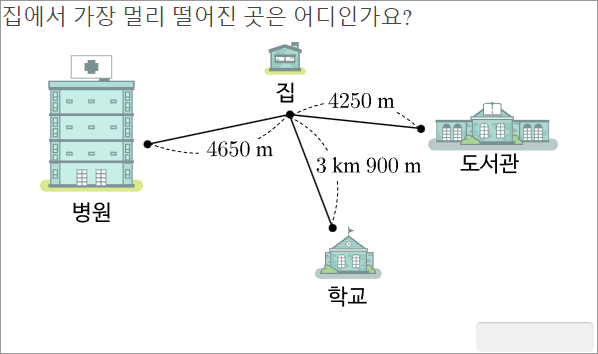 집에서 가장 멀리 떨어진 곳은 어디인가요?
집
4250 m
4650 m
3 km 900 m
도서관
병원
학교